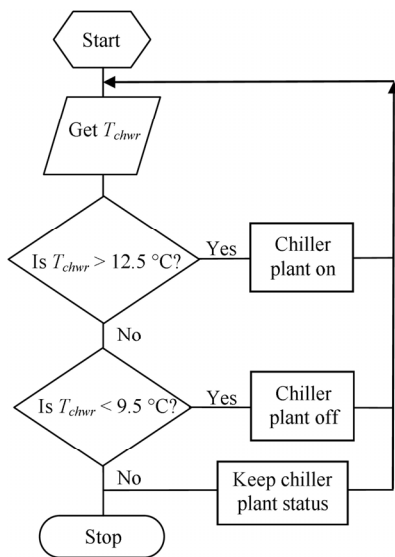 Start
Get T_chwr
Is T_chwr > 12.5 °C?
Yes
Chiller
plant on
No
Is T_chwr < 9.5 °C?
Yes
Chiller
plant off
No
Keep chiller
plant status
Stop